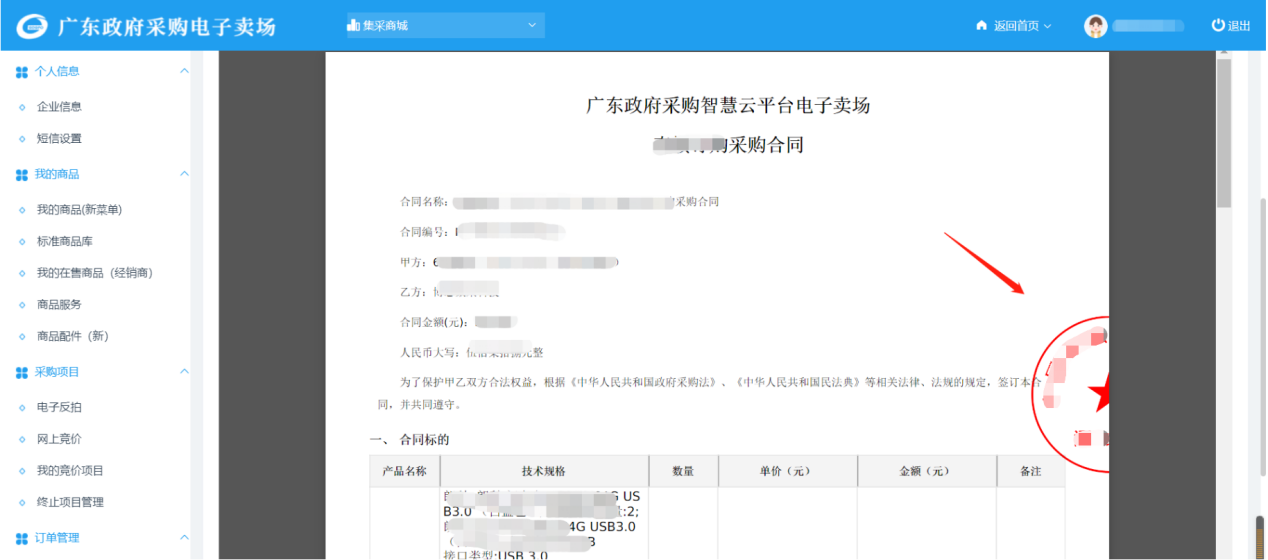 广东政府采购电子卖场
集采商城
返回首页
退出
个人信息
企业信息
短信设置
我的商品
我的商品(新菜单)
标准商品库
我的在售商品（经销商）
商品服务
商品配件（新）
采购项目
电子反拍
网上竞价
我的竞价项目
终止项目管理
订单管理
广东政府采购智慧云平台电子卖场
采购合同
合同名称：采购合同
合同编号：
甲方：
乙方：
合同金额(元)：
人民币大写：元整
为了保护甲乙双方合法权益，根据《中华人民共和国政府采购法》、《中华人民共和国民法典》等相关法律、法规的规定，签订本合
同，并共同遵守。
一、 合同标的
产品名称 技术规格 数量 单价（元） 金额（元） 备注
G US
B3.0 :2;
4G USB3.0
接口类型:USB 3.0